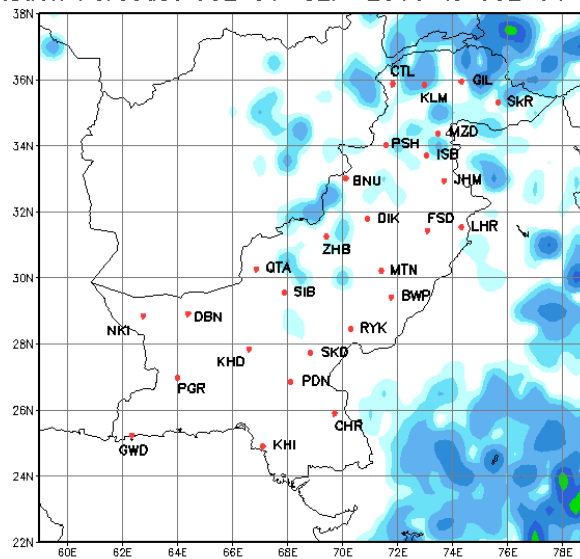 38N
36N
34N
32N
30N
28N
26N
24N
22N
CTL
GIL
KLM
SkR
MZD
PSH
ISB
BNU
JHM
DIK
FSD
LHR
ZHB
QTA
MTN
SIB
BWP
NKI
DBN
RYK
KHD
SKD
PGR
PDN
CHR
GWD
KHI
60E 62E 64E 66E 68E 70E 72E 74E 76E 78E